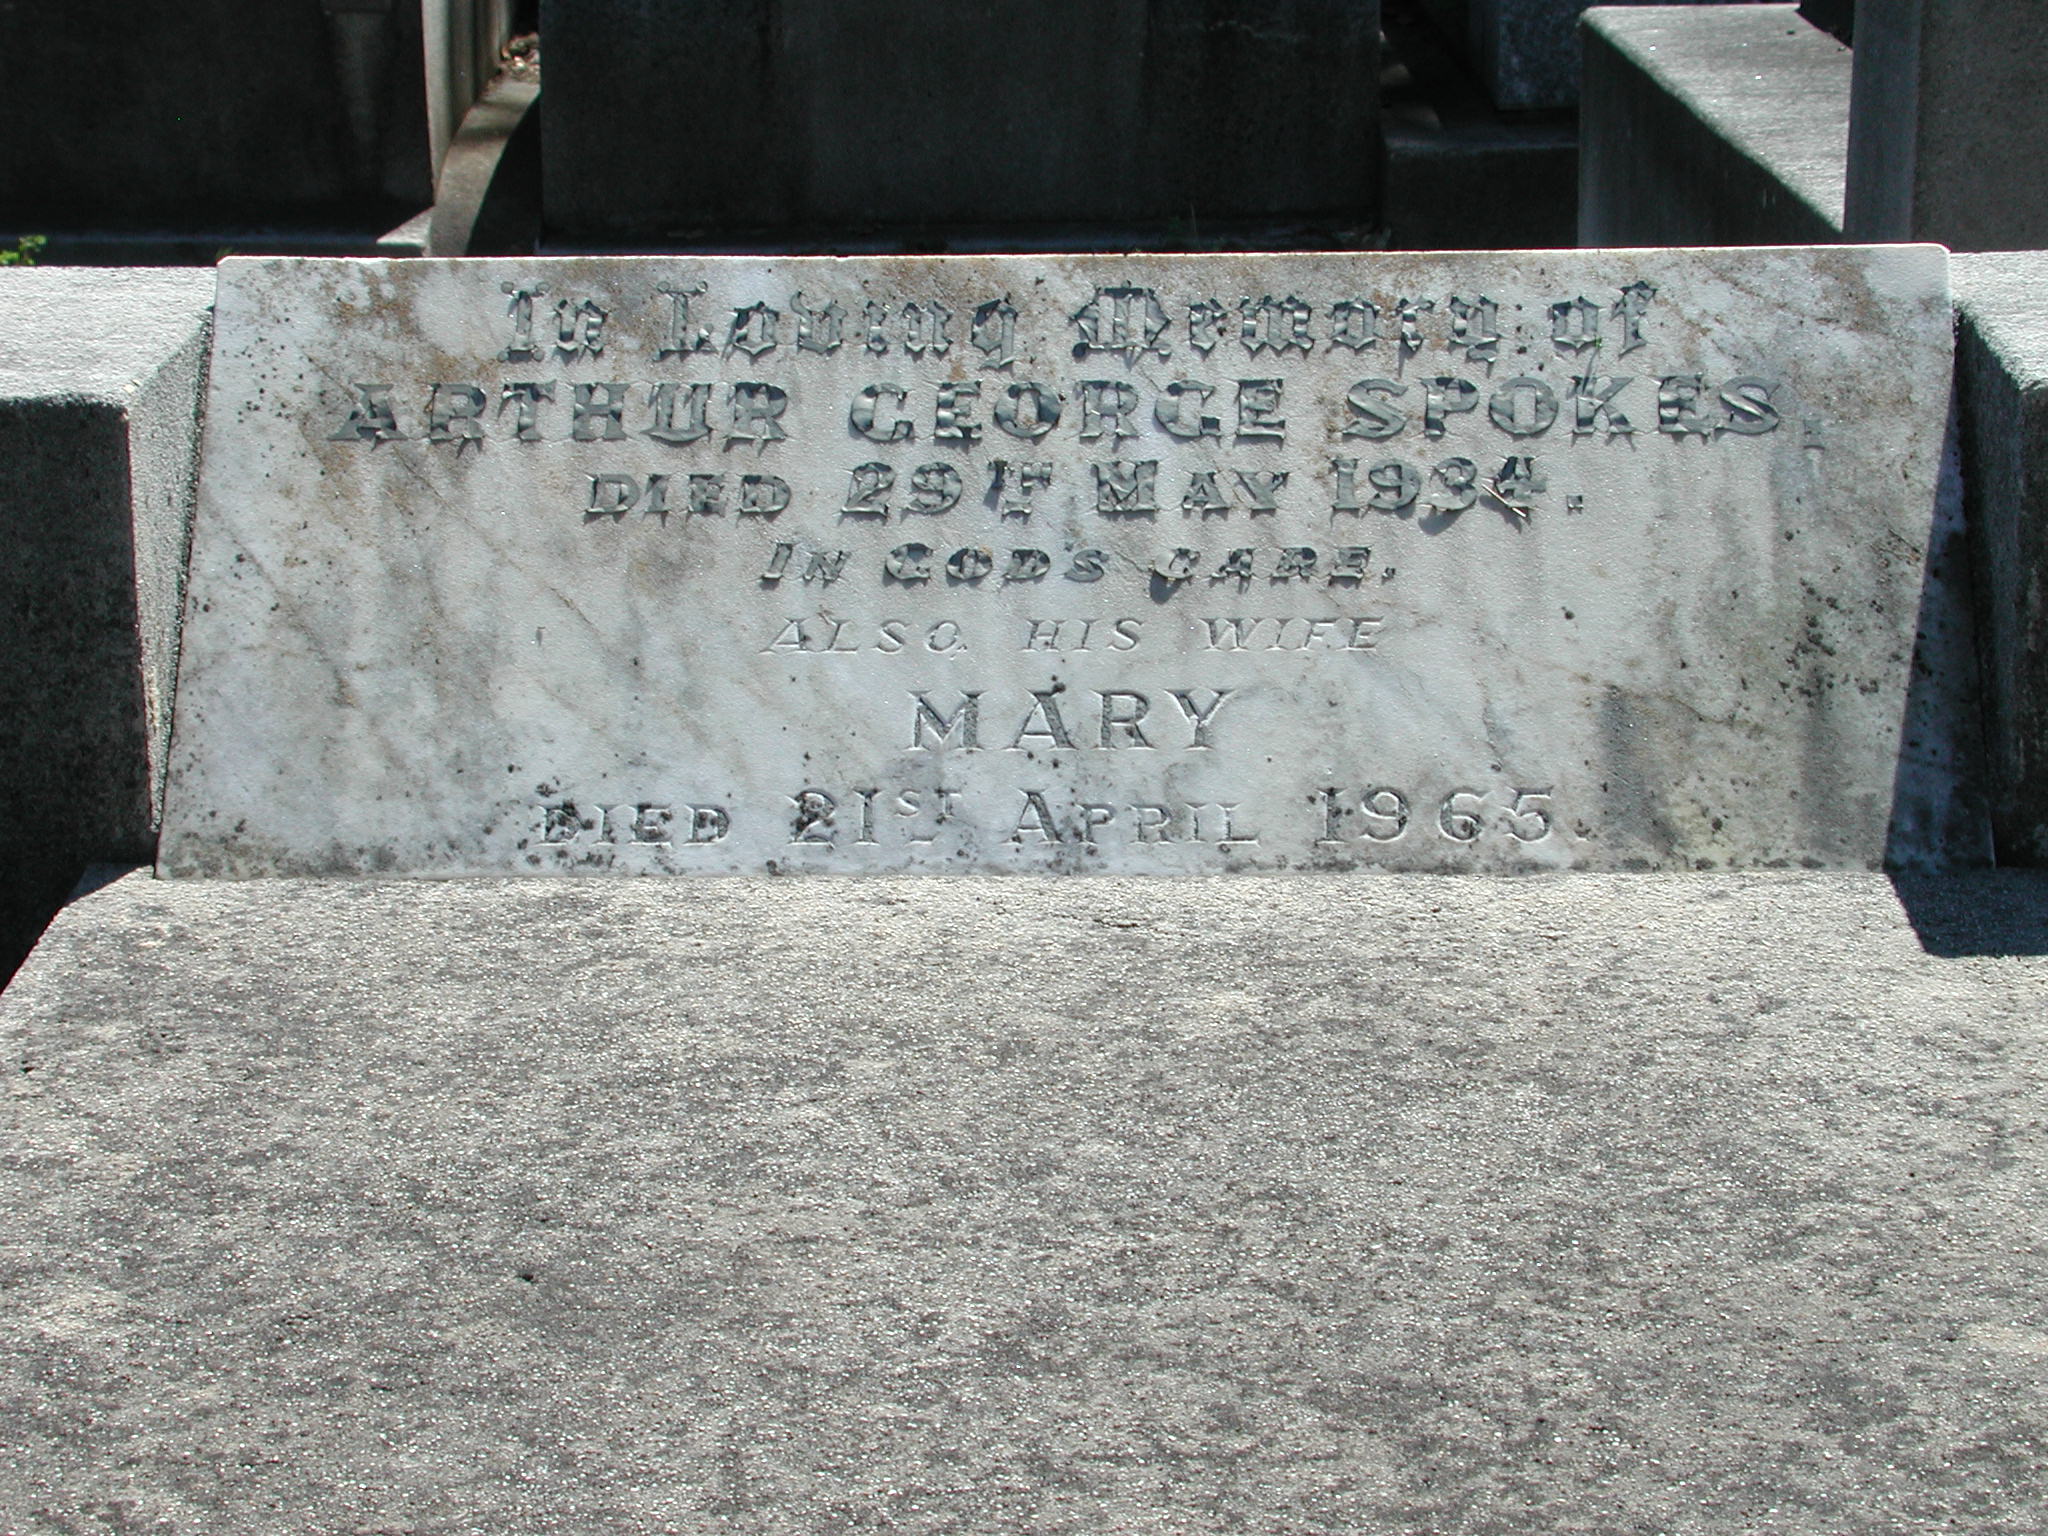 In Loving Memory of
ARTHUR GEORGE SPOKES,
DIED 29TH MAY 1934.
IN GOD'S CARE.
ALSO, HIS WIFE
MARY
DIED 21ST APRIL 1965.